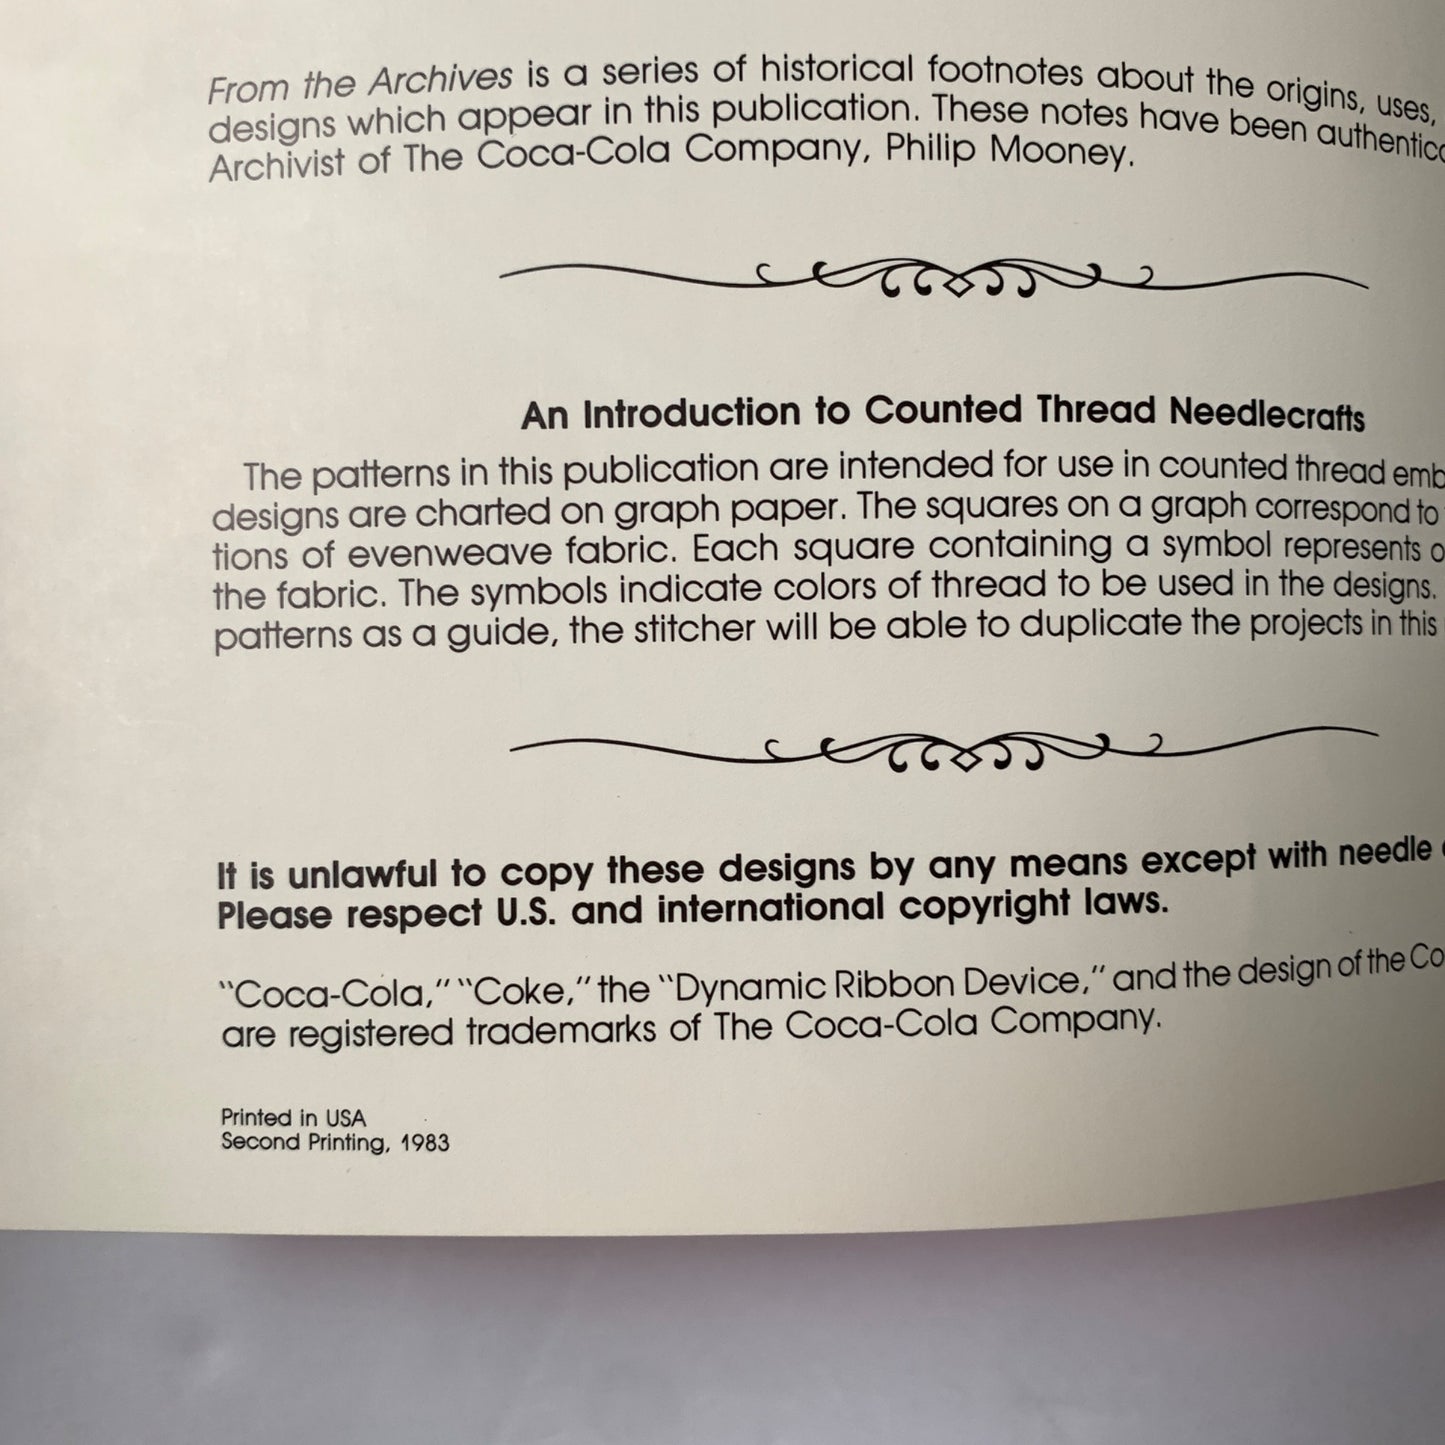 From the Archives is a series of historical footnotes about the origins, uses,
designs which appear in this publication. These notes have been
Archivist of The Coca-Cola Company, Philip Mooney.
An Introduction to Counted Thread Needlecrafts
The patterns in this publication are intended for use in counted thread
designs are charted on graph paper. The squares on a graph correspond to
tions of evenweave fabric. Each square containing a symbol represents
the fabric. The symbols indicate colors of thread to be used in the designs.
patterns as a guide, the stitcher will be able to duplicate the projects in this
It is unlawful to copy these designs by any means except with needle
Please respect U.S. and international copyright laws.
"Coca-Cola," "Coke," the "Dynamic Ribbon Device," and the design of the
are registered trademarks of The Coca-Cola Company.
Printed in USA
Second Printing, 1983